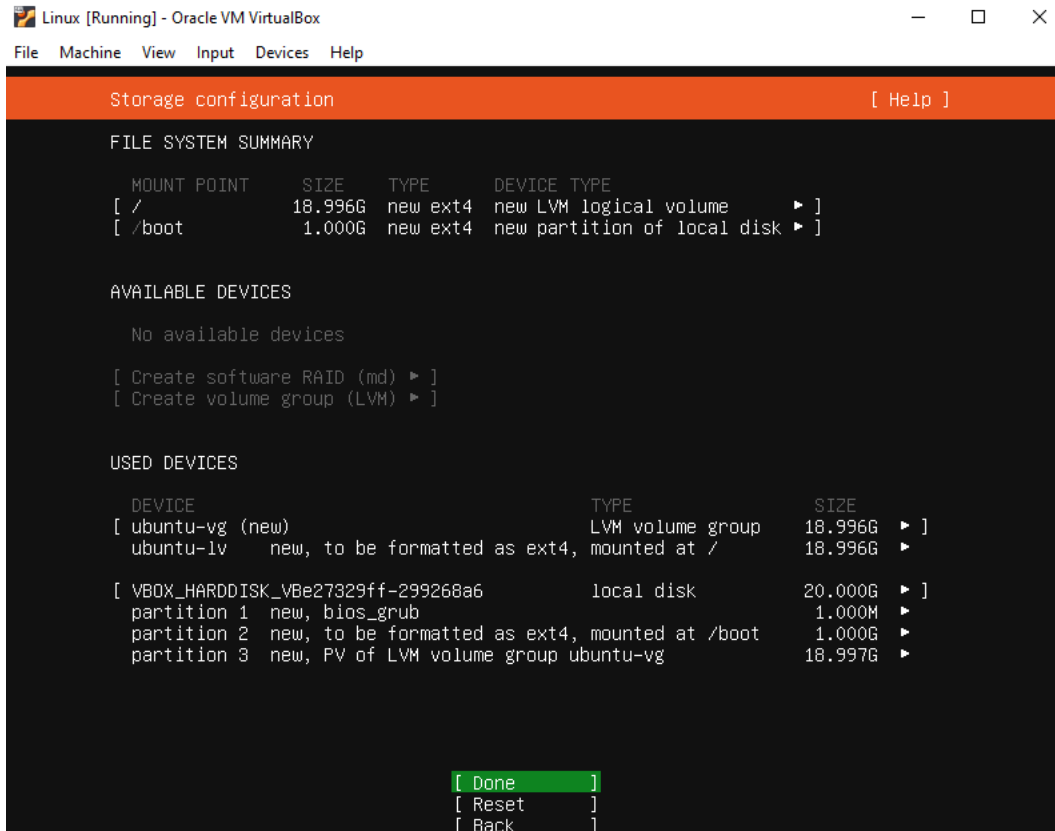 Linux [Running] - Oracle VM VirtualBox
File Machine View Input Devices Help
Storage configuration [ Help ]
FILE SYSTEM SUMMARY
MOUNT POINT SIZE TYPE DEVICE TYPE
[ / 18.996G new ext4 new LVM logical volume ▸ ]
[ /boot 1.000G new ext4 new partition of local disk ▸ ]
AVAILABLE DEVICES
No available devices
[ Create software RAID (md) ▸ ]
[ Create volume group (LVM) ▸ ]
USED DEVICES
DEVICE TYPE SIZE
[ ubuntu-vg (new) LVM volume group 18.996G ▸ ]
ubuntu-lv new, to be formatted as ext4, mounted at / 18.996G ▸
[ VBOX_HARDDISK_VBe27329ff-299268a6 local disk 20.000G ▸ ]
partition 1 new, bios_grub 1.000M ▸
partition 2 new, to be formatted as ext4, mounted at /boot 1.000G ▸
partition 3 new, PV of LVM volume group ubuntu-vg 18.997G ▸
[ Done ]
[ Reset ]
[ Back ]